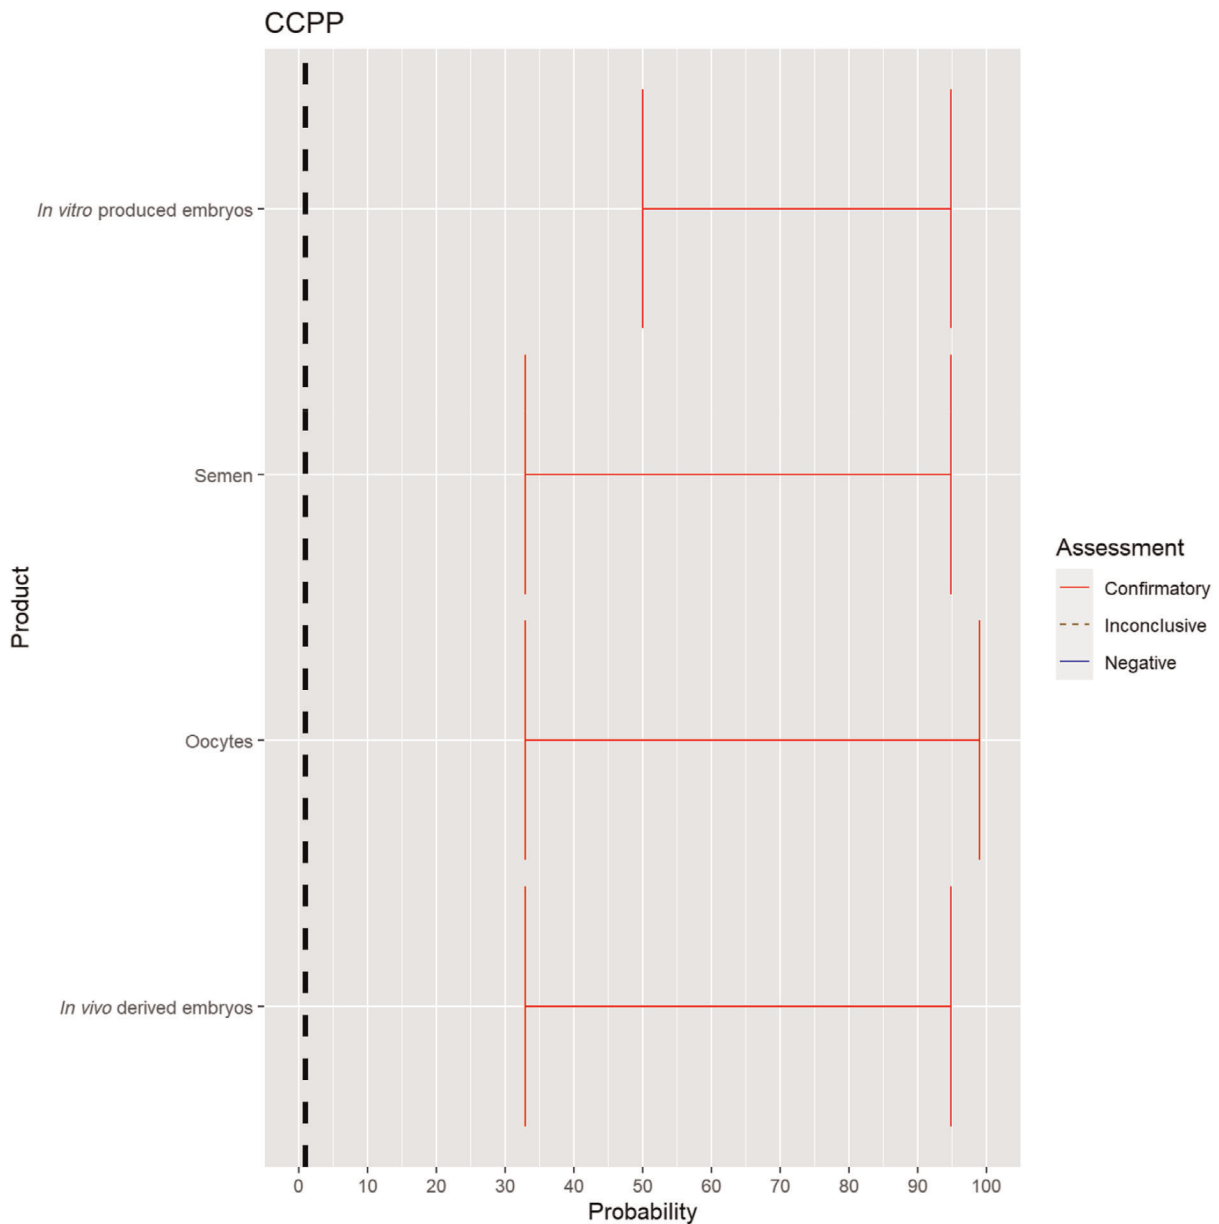 CCPP
In vitro produced embryos
Semen
Oocytes
In vivo derived embryos
Product
0 10 20 30 40 50 60 70 80 90 100
Probability
Assessment
Confirmatory
Inconclusive
Negative